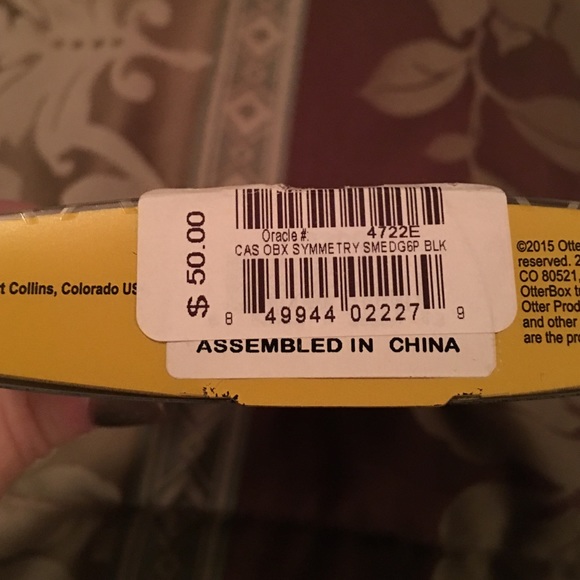 rt Collins, Colorado US
$ 50.00
Oracle #: 4722E
CAS OBX SYMMETRY SMEDG6P BLK
8 49944 02227 9
ASSEMBLED IN CHINA
©2015 Otte
reserved. 2
CO 80521,
OtterBox t
Otter Prod
and other
are the pro